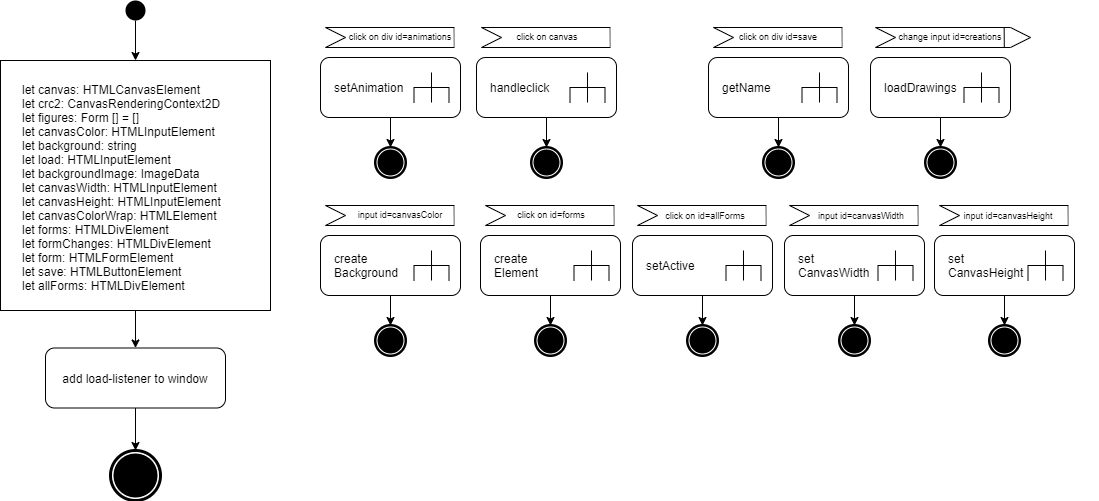 let canvas: HTMLCanvasElement
let crc2: CanvasRenderingContext2D
let figures: Form [] = []
let canvasColor: HTMLInputElement
let background: string
let load: HTMLInputElement
let backgroundImage: ImageData
let canvasWidth: HTMLInputElement
let canvasHeight: HTMLInputElement
let canvasColorWrap: HTMLElement
let forms: HTMLDivElement
let formChanges: HTMLDivElement
let form: HTMLFormElement
let save: HTMLButtonElement
let allForms: HTMLDivElement
add load-listener to window
click on div id=animations
setAnimation
click on canvas
handleclick
click on div id=save
getName
change input id=creations
loadDrawings
input id=canvasColor
create
Background
click on id=forms
create
Element
click on id=allForms
setActive
input id=canvasWidth
set
CanvasWidth
input id=canvasHeight
set
CanvasHeight